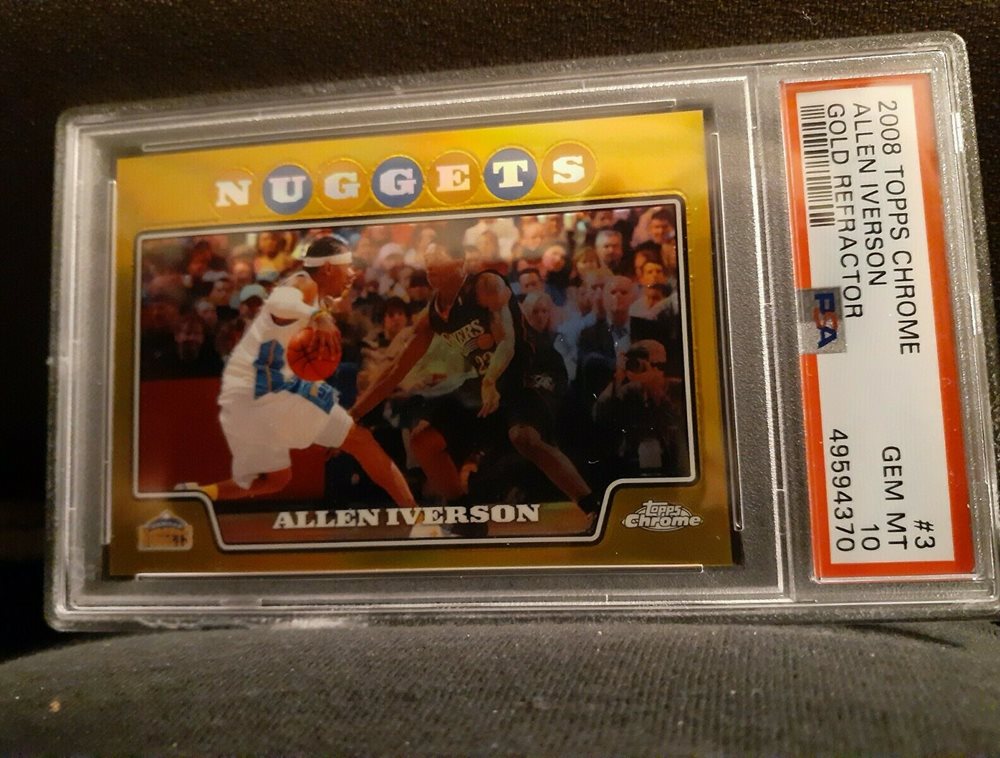 NUGGETS
ALLEN IVERSON
Topps
Chrome
2008 TOPPS CHROME
ALLEN IVERSON
GOLD REFRACTOR
PSA
#3
GEM MT
10
49594370